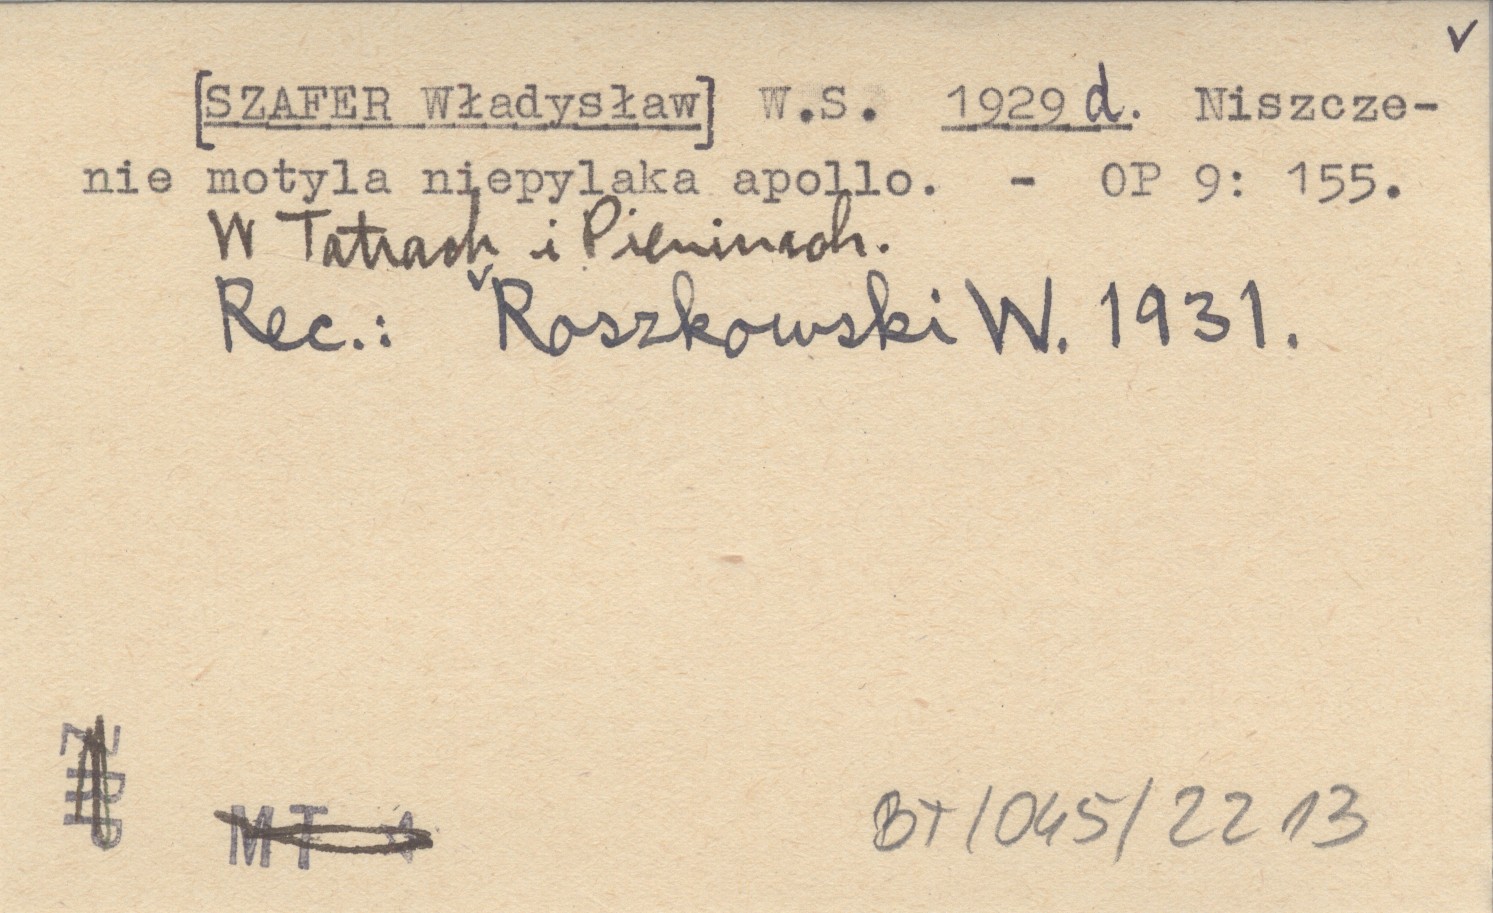 [SZAFER Władysław] W.S. 1929 d. Niszcze-
nie motyla niepylaka apollo. - OP 9: 155.
W Tatrach i Pieninach.
Rec.: Roszkowski W. 1931.
MT
BT/045/2213